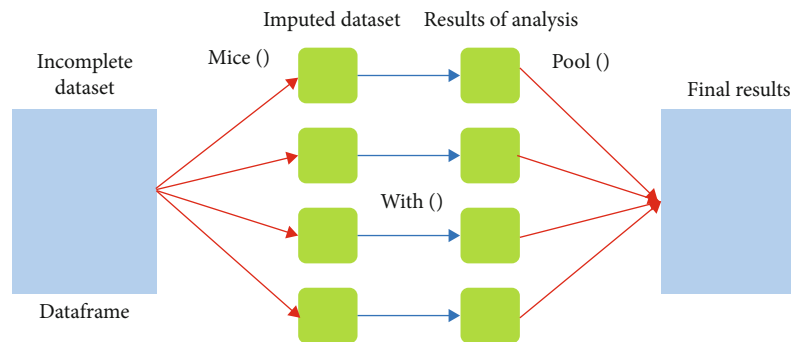 Imputed dataset
Results of analysis
Mice ()
Pool ()
Incomplete
dataset
Final results
With ()
Dataframe